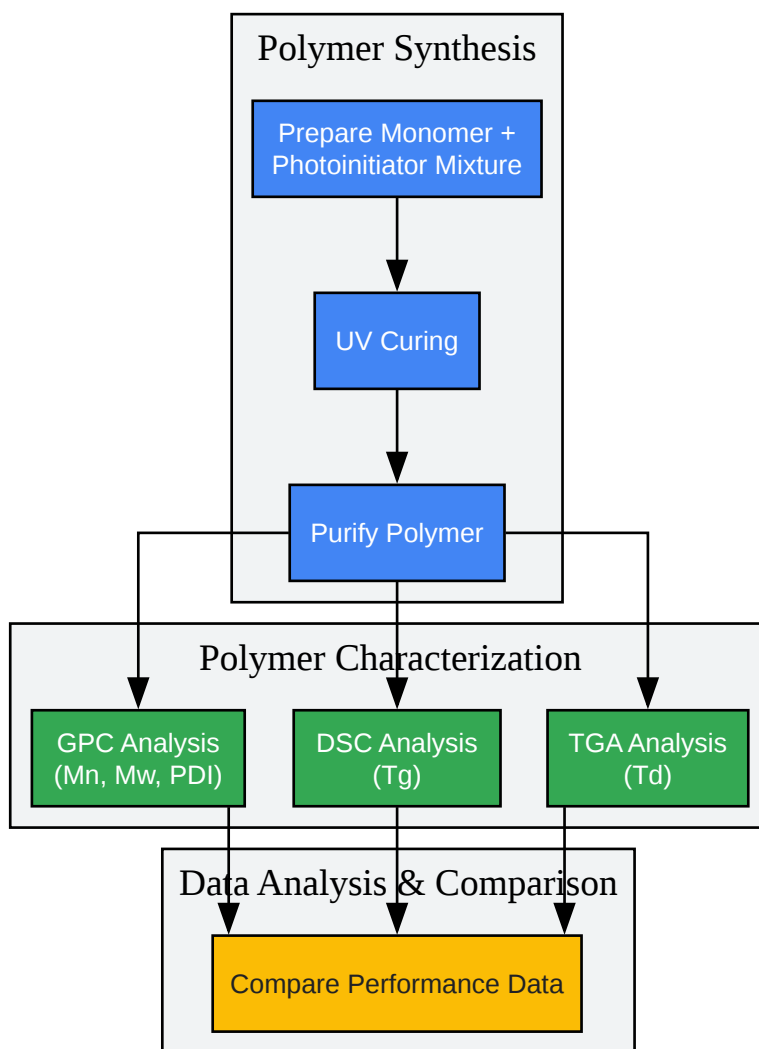 Polymer Synthesis
Prepare Monomer +
Photoinitiator Mixture
UV Curing
Purify Polymer
Polymer Characterization
GPC Analysis
(Mn, Mw, PDI)
DSC Analysis
(Tg)
TGA Analysis
(Td)
Data Analysis & Comparison
Compare Performance Data